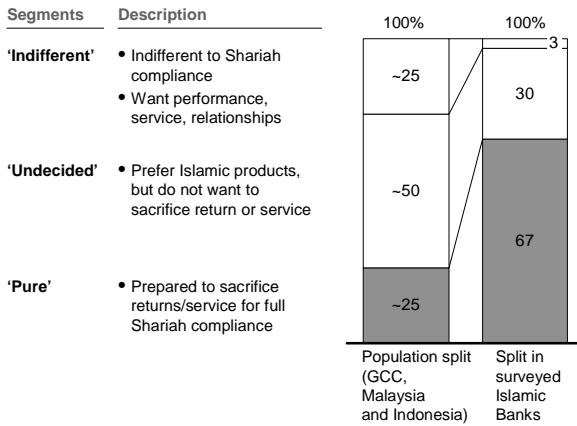 Segments
Description
100%
100%
‘Indifferent’
• Indifferent to Shariah
compliance
• Want performance,
service, relationships
~25
3
30
‘Undecided’
• Prefer Islamic products,
but do not want to
sacrifice return or service
~50
67
‘Pure’
• Prepared to sacrifice
returns/service for full
Shariah compliance
~25
Population split
(GCC,
Malaysia
and Indonesia)
Split in
surveyed
Islamic
Banks